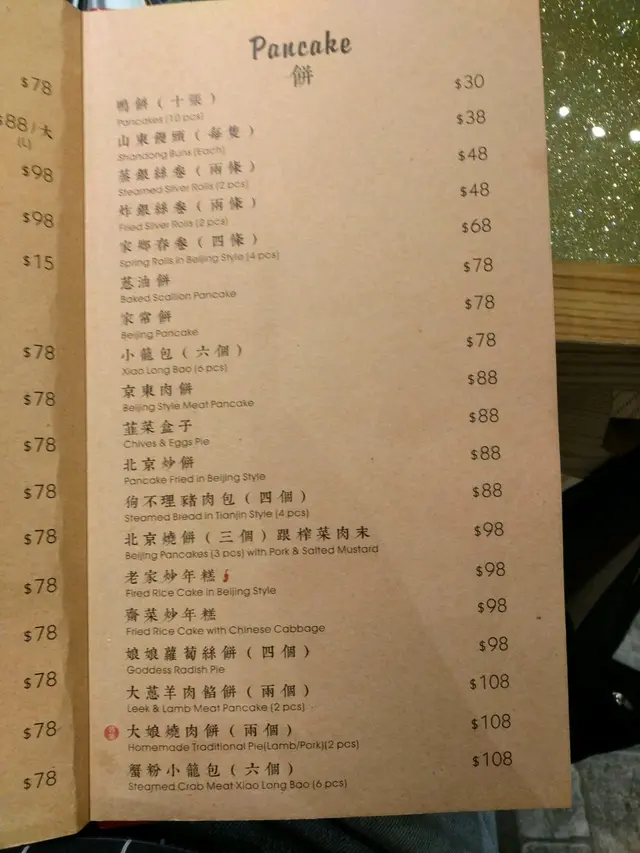 $78
$88/大
(L)
$98
$98
$15
$78
$78
$78
$78
$78
$78
$78
$78
$78
$78
Pancake
餅
鴨餅（十張） $30
Pancakes (10 pcs)
山東饅頭（每隻） $38
Shandong Buns (Each)
蒸銀絲卷（兩條） $48
Steamed Silver Rolls (2 pcs)
炸銀絲卷（兩條） $48
Fried Silver Rolls (2 pcs)
家鄉春卷（四條） $68
Spring Rolls in Beijing Style (4 pcs)
蔥油餅 $78
Baked Scallion Pancake
家常餅 $78
Beijing Pancake
小籠包（六個） $78
Xiao Long Bao (6 pcs)
京東肉餅 $88
Beijing Style Meat Pancake
韮菜盒子 $88
Chives & Eggs Pie
北京炒餅 $88
Pancake Fried in Beijing Style
狗不理豬肉包（四個） $88
Steamed Bread in Tianjin Style (4 pcs)
北京燒餅（三個）跟榨菜肉末 $98
Beijing Pancakes (3 pcs) with Pork & Salted Mustard
老家炒年糕 $98
Fired Rice Cake in Beijing Style
齋菜炒年糕 $98
Fried Rice Cake with Chinese Cabbage
娘娘蘿蔔絲餅（四個） $98
Goddess Radish Pie
大蔥羊肉餡餅（兩個） $108
Leek & Lamb Meat Pancake (2 pcs)
大娘燒肉餅（兩個） $108
Homemade Traditional Pie(Lamb/Pork)(2 pcs)
蟹粉小籠包（六個） $108
Steamed Crab Meat Xiao Long Bao (6 pcs)